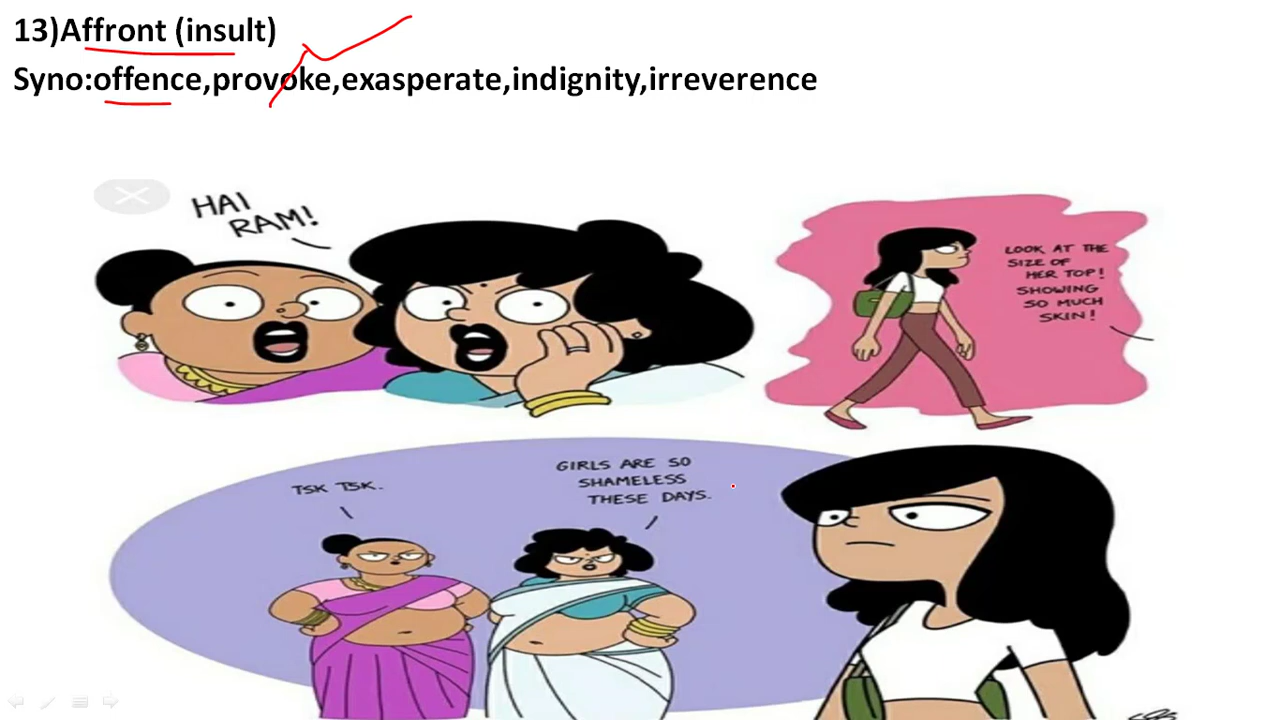 13)Affront (insult)
Syno:offence,provoke,exasperate,indignity,irreverence
HAI
RAM!
LOOK AT THE
SIZE OF
HER TOP!
SHOWING
SO MUCH
SKIN!
TSK TSK.
GIRLS ARE SO
SHAMELESS
THESE DAYS.